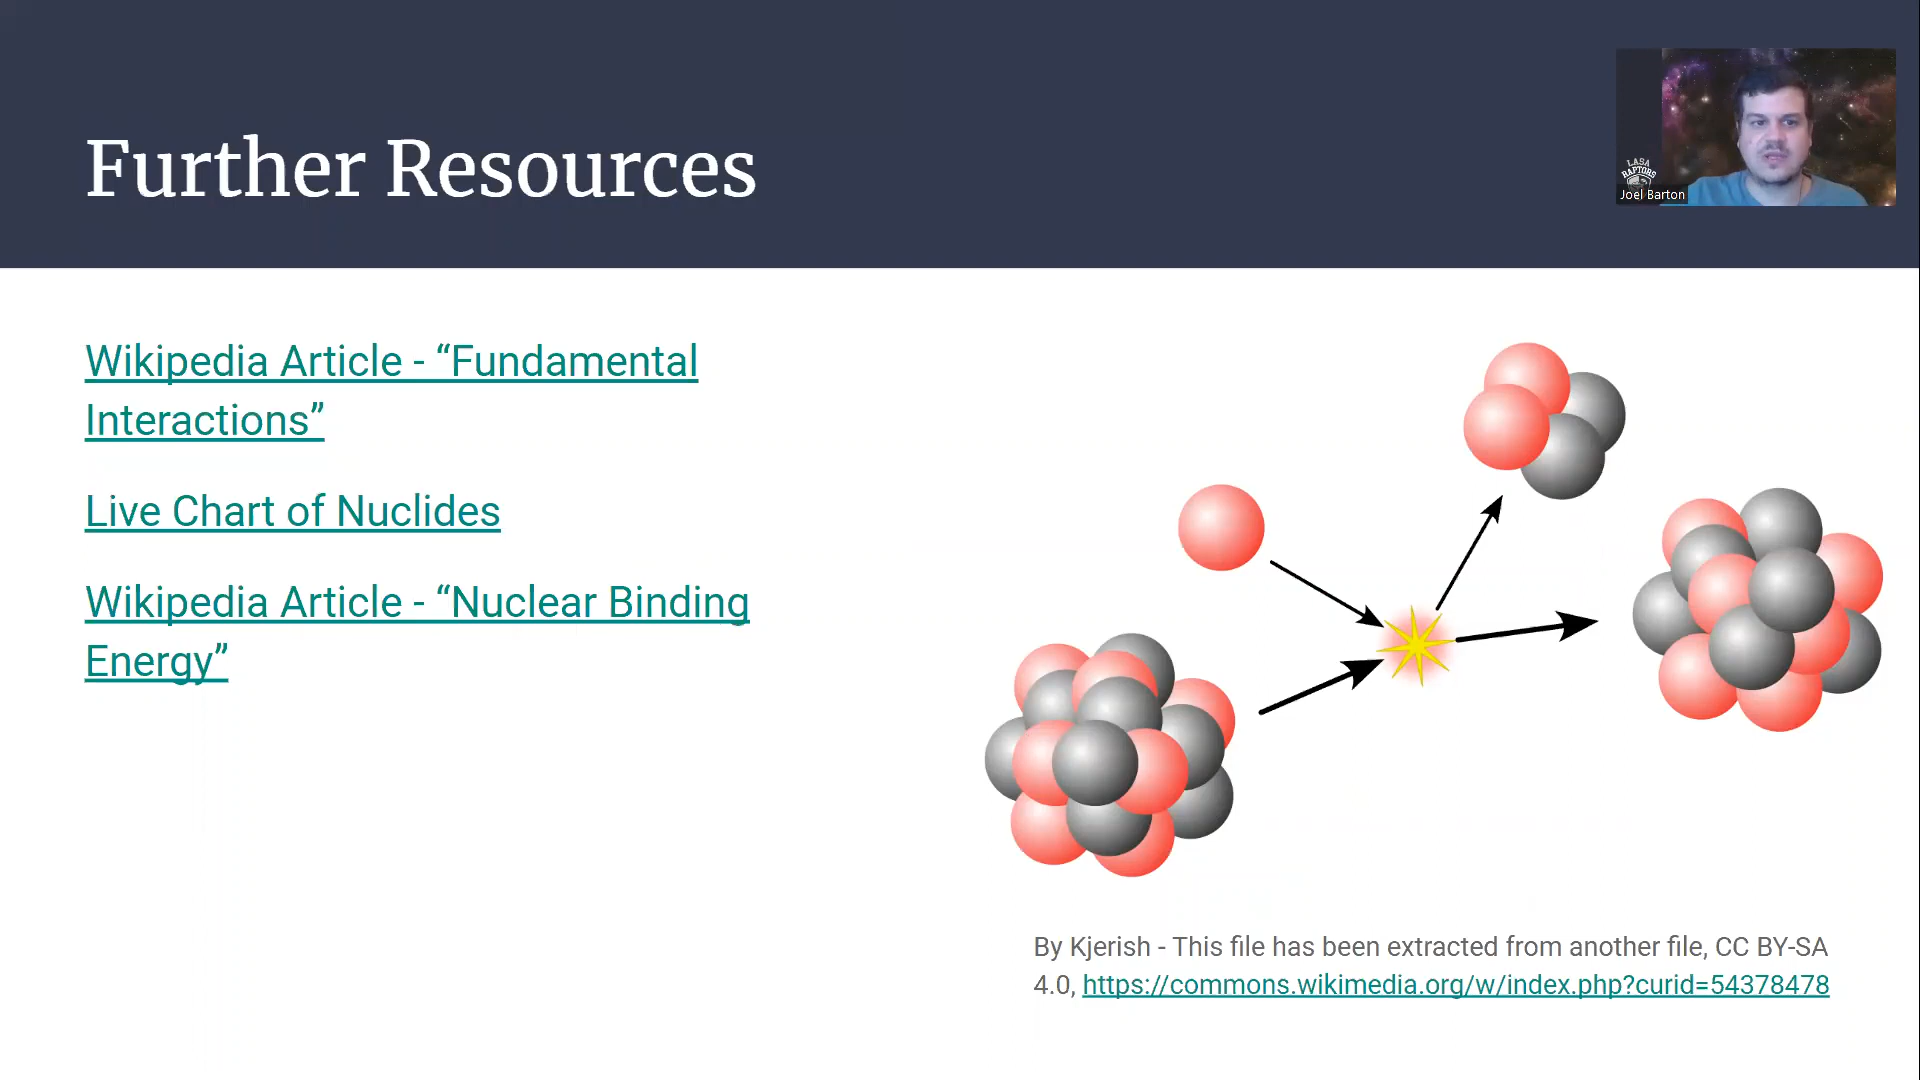 Further Resources
LASA
RAPTORS
Joel Barton
Wikipedia Article - “Fundamental
Interactions”
Live Chart of Nuclides
Wikipedia Article - “Nuclear Binding
Energy”
By Kjerish - This file has been extracted from another file, CC BY-SA
4.0, https://commons.wikimedia.org/w/index.php?curid=54378478